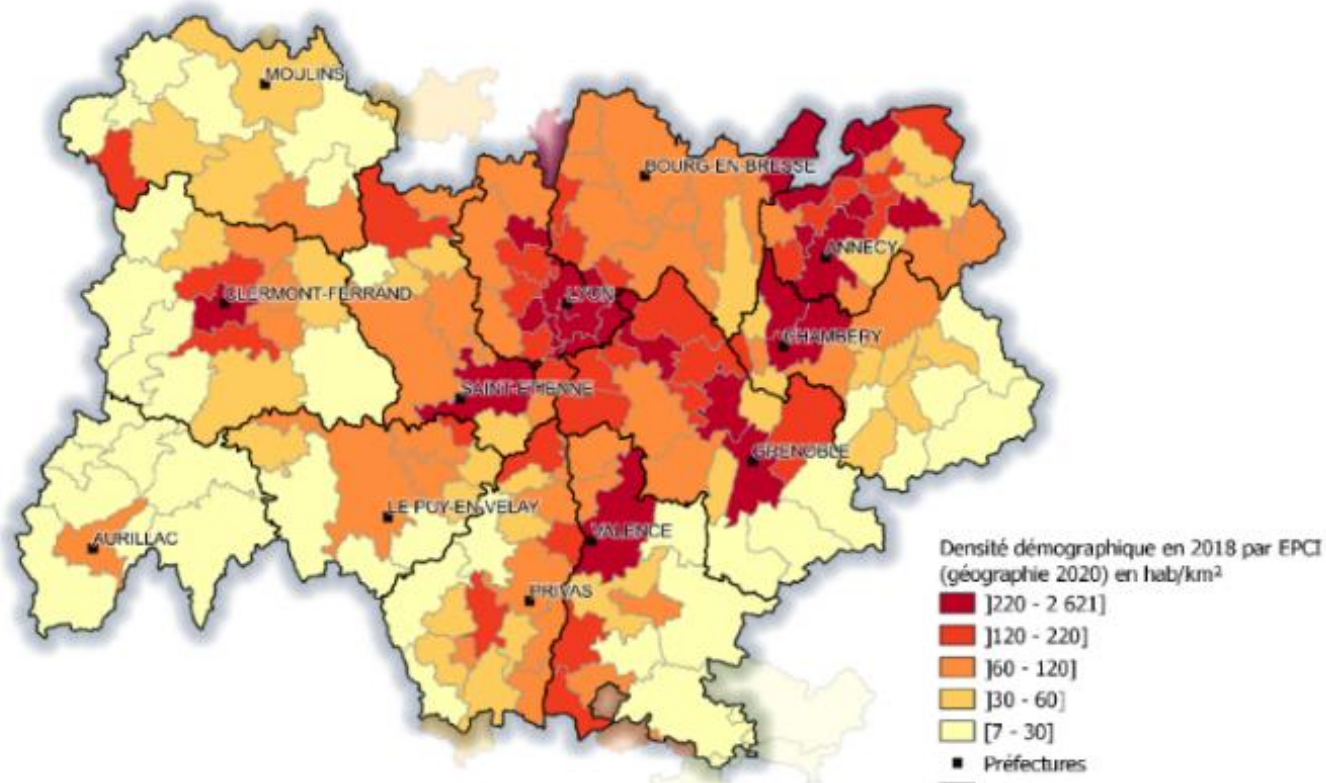 MOULINS
BOURG-EN-BRESSE
ANNECY
CLERMONT-FERRAND
LYON
CHAMBERY
SAINT-ETIENNE
GRENOBLE
LE PUY-EN-VELAY
VALENCE
AURILLAC
PRIVAS
Densité démographique en 2018 par EPCI
(géographie 2020) en hab/km²
]220 - 2 621]
]120 - 220]
]60 - 120]
]30 - 60]
[7 - 30]
Préfectures